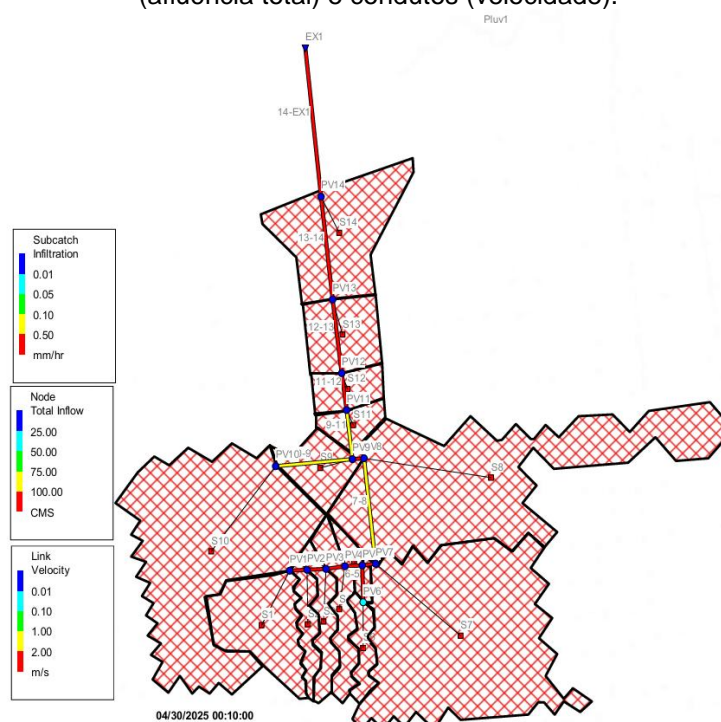 (afluência total) e condutos (velocidade).
Pluv1
EX1
14-EX1
PV14
S14
13-14
PV13
12-13
S13
PV12
11-12
S12
PV11
S11
9-11
PV10
PV9
S9
S8
7-8
S10
PV1
PV2
PV3
PV4
PV7
6-5
PV6
S1
S7
Subcatch
Infiltration
0.01
0.05
0.10
0.50
mm/hr
Node
Total Inflow
25.00
50.00
75.00
100.00
CMS
Link
Velocity
0.01
0.10
1.00
2.00
m/s
04/30/2025 00:10:00